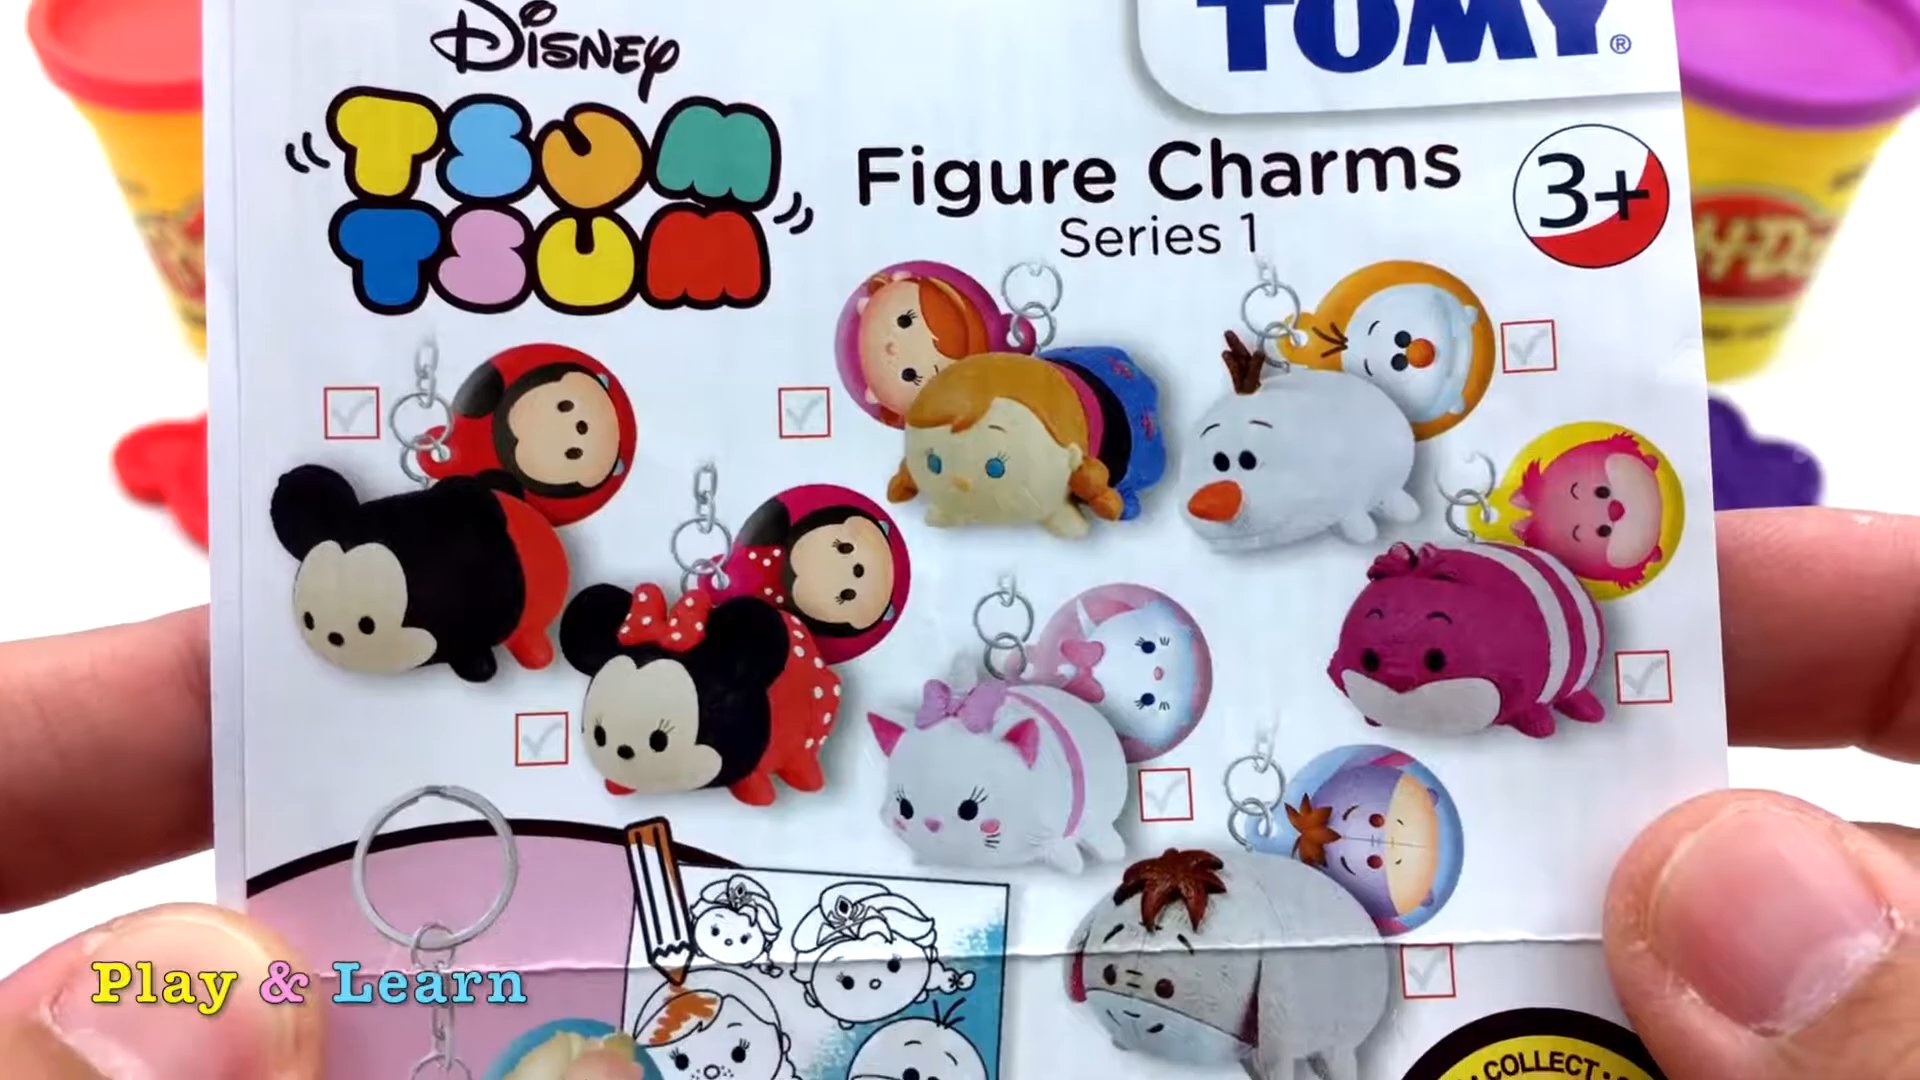 Disney
TSUM
TSUM
TOMY®
Figure Charms
Series 1
3+
Play & Learn
COLLECT